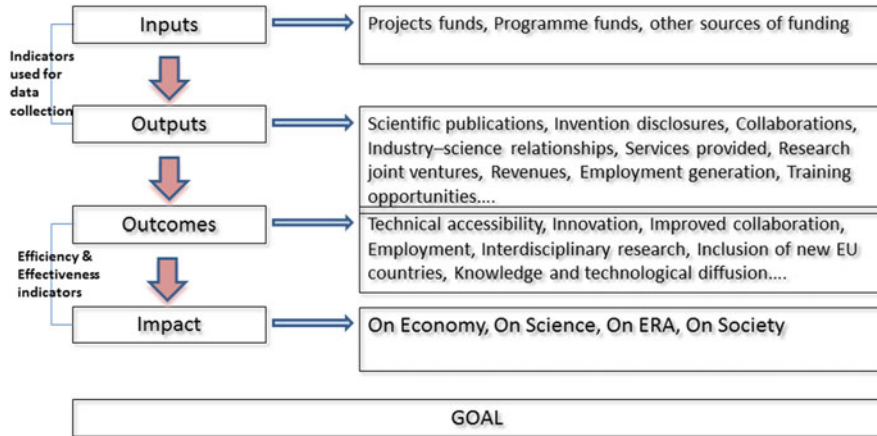 Inputs
Projects funds, Programme funds, other sources of funding
Indicators
used for
data
collection
Outputs
Scientific publications, Invention disclosures, Collaborations,
Industry–science relationships, Services provided, Research
joint ventures, Revenues, Employment generation, Training
opportunities....
Outcomes
Technical accessibility, Innovation, Improved collaboration,
Employment, Interdisciplinary research, Inclusion of new EU
countries, Knowledge and technological diffusion....
Efficiency &
Effectiveness
indicators
Impact
On Economy, On Science, On ERA, On Society
GOAL